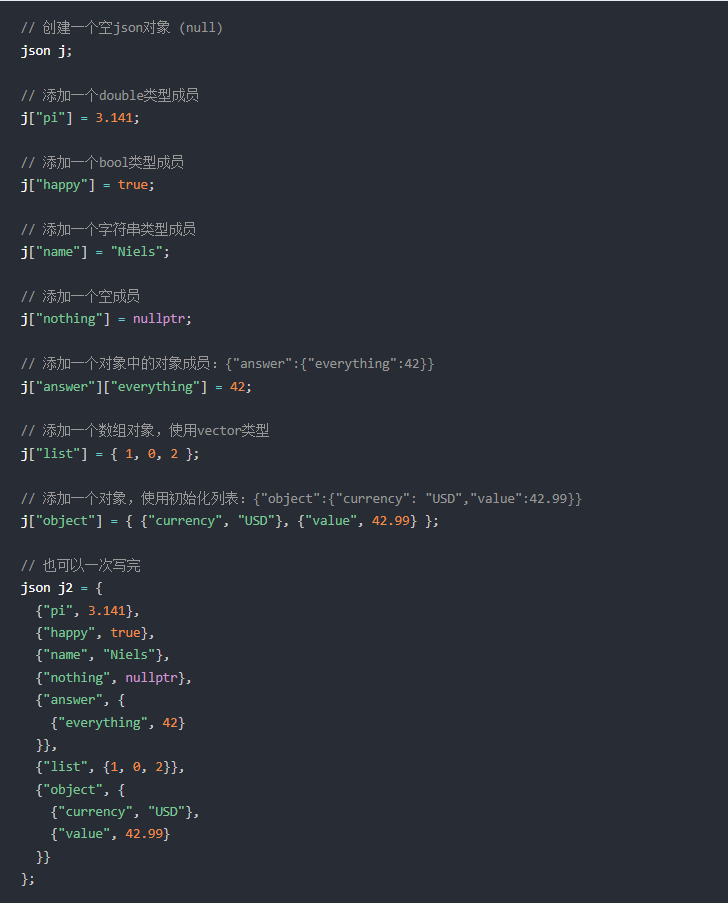 // 创建一个空json对象 (null)
json j;

// 添加一个double类型成员
j["pi"] = 3.141;

// 添加一个bool类型成员
j["happy"] = true;

// 添加一个字符串类型成员
j["name"] = "Niels";

// 添加一个空成员
j["nothing"] = nullptr;

// 添加一个对象中的对象成员：{"answer":{"everything":42}}
j["answer"]["everything"] = 42;

// 添加一个数组对象，使用vector类型
j["list"] = { 1, 0, 2 };

// 添加一个对象，使用初始化列表：{"object":{"currency": "USD","value":42.99}}
j["object"] = { {"currency", "USD"}, {"value", 42.99} };

// 也可以一次写完
json j2 = {
  {"pi", 3.141},
  {"happy", true},
  {"name", "Niels"},
  {"nothing", nullptr},
  {"answer", {
    {"everything", 42}
  }},
  {"list", {1, 0, 2}},
  {"object", {
    {"currency", "USD"},
    {"value", 42.99}
  }}
};